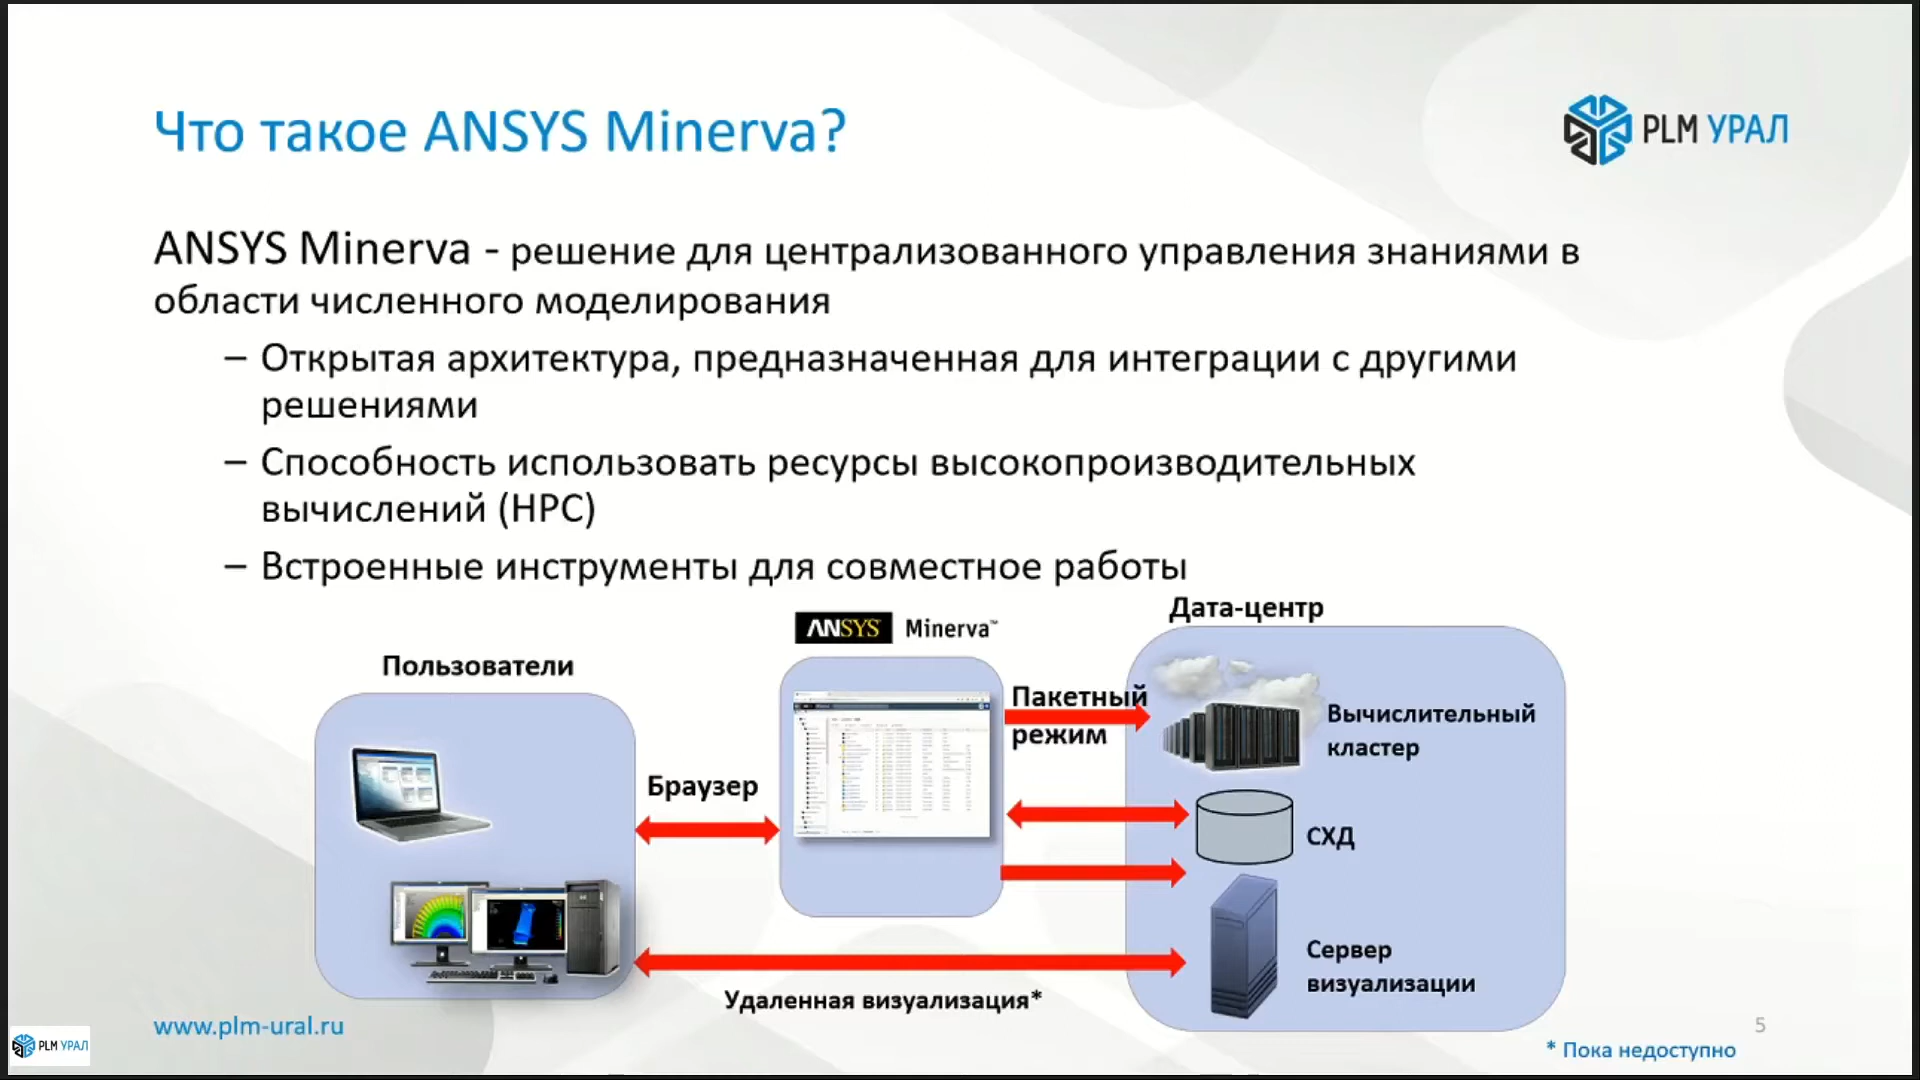 Что такое ANSYS Minerva?
PLM УРАЛ
ANSYS Minerva - решение для централизованного управления знаниями в
области численного моделирования
– Открытая архитектура, предназначенная для интеграции с другими
решениями
– Способность использовать ресурсы высокопроизводительных
вычислений (HPC)
– Встроенные инструменты для совместное работы
Дата-центр
ANSYS Minerva™
Пользователи
Пакетный
режим
Вычислительный
кластер
Браузер
СХД
Сервер
визуализации
Удаленная визуализация*
www.plm-ural.ru
5
PLM УРАЛ
* Пока недоступно